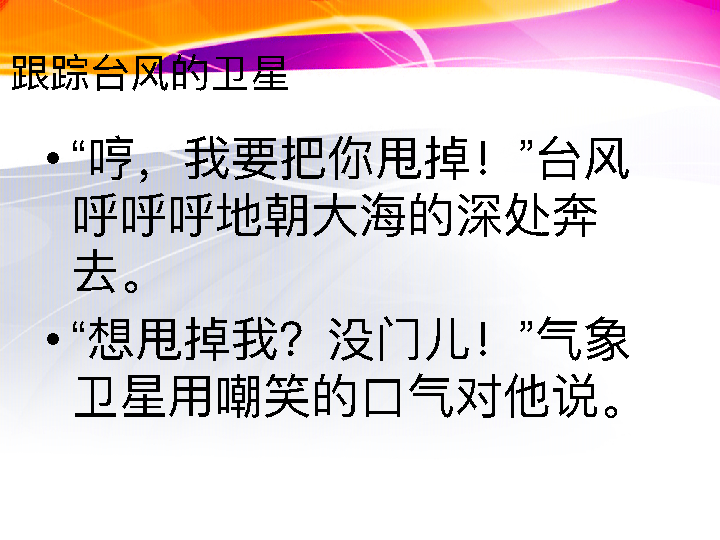 跟踪台风的卫星
•“哼，我要把你甩掉！”台风
呼呼呼地朝大海的深处奔
去。
•“想甩掉我？没门儿！”气象
卫星用嘲笑的口气对他说。